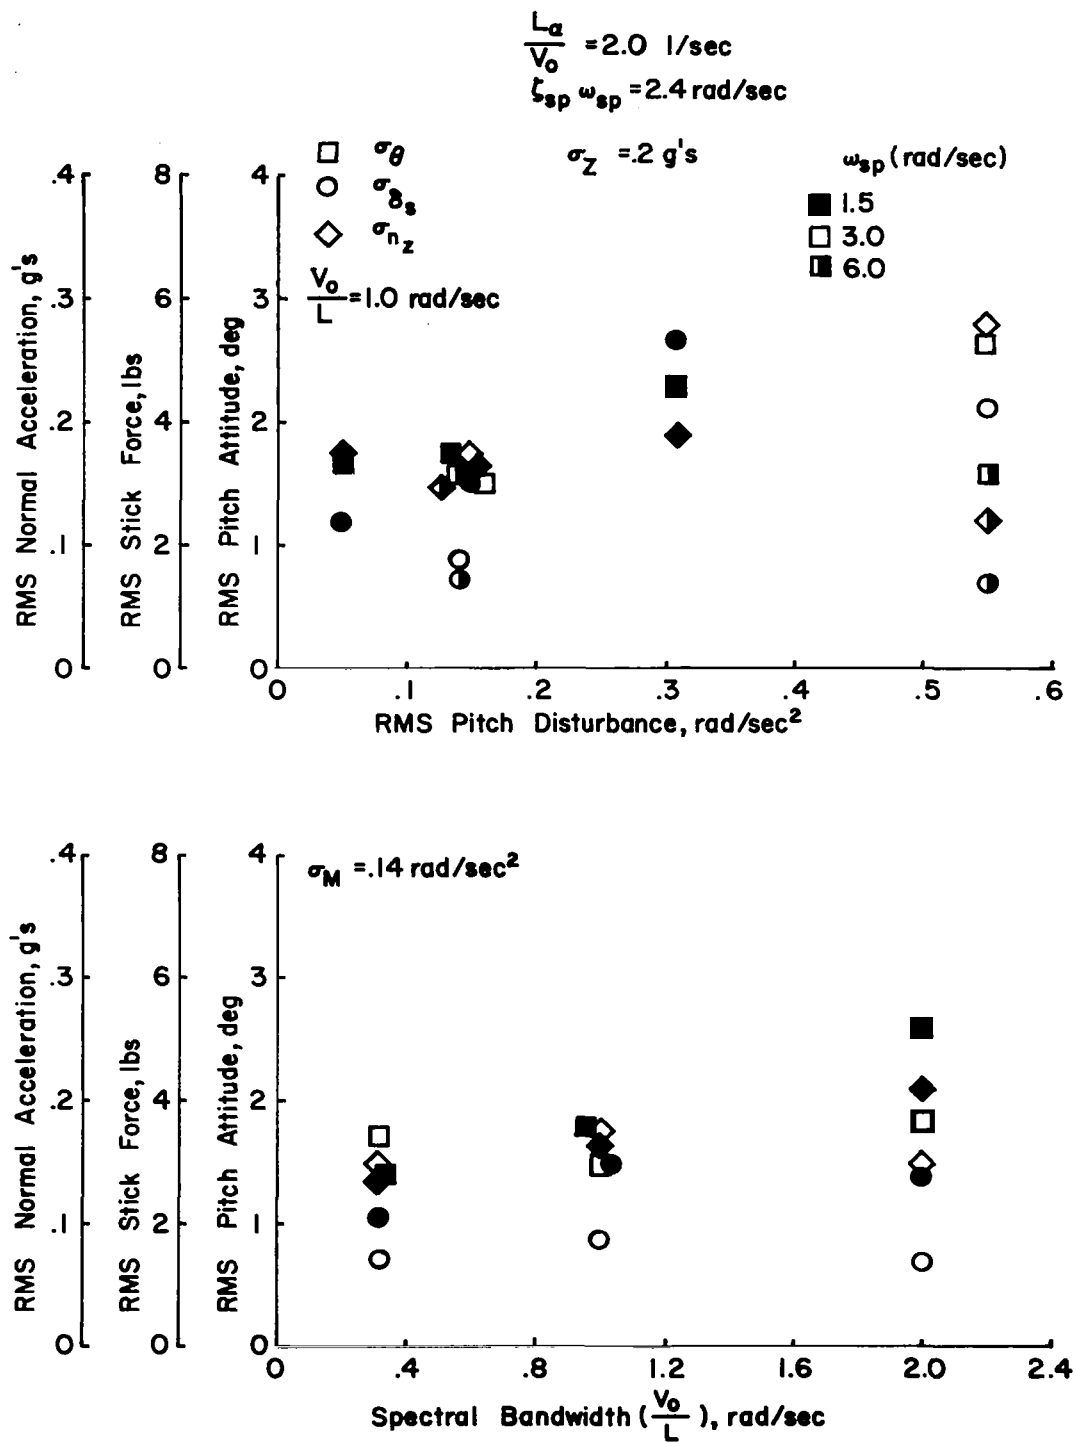 Lα/V₀ = 2.0 1/sec
ζsp ωsp = 2.4 rad/sec
σθ
σδs
σnz
σZ = .2 g's
ωsp (rad/sec)
1.5
3.0
6.0
V₀/L = 1.0 rad/sec
RMS Normal Acceleration, g's
.4
.3
.2
.1
0
RMS Stick Force, lbs
8
6
4
2
0
RMS Pitch Attitude, deg
4
3
2
1
0
0 .1 .2 .3 .4 .5 .6
RMS Pitch Disturbance, rad/sec²
σM = .14 rad/sec²
RMS Normal Acceleration, g's
.4
.3
.2
.1
0
RMS Stick Force, lbs
8
6
4
2
0
RMS Pitch Attitude, deg
4
3
2
1
0
0 .4 .8 1.2 1.6 2.0 2.4
Spectral Bandwidth (V₀/L), rad/sec